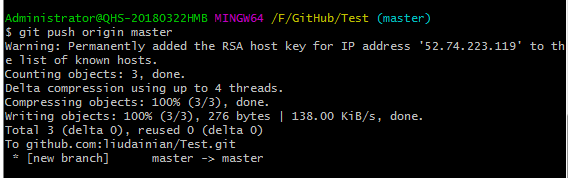 Administrator@QHS-20180322HMB MINGW64 /F/GitHub/Test (master)
$ git push origin master
Warning: Permanently added the RSA host key for IP address '52.74.223.119' to th
e list of known hosts.
Counting objects: 3, done.
Delta compression using up to 4 threads.
Compressing objects: 100% (3/3), done.
Writing objects: 100% (3/3), 276 bytes | 138.00 KiB/s, done.
Total 3 (delta 0), reused 0 (delta 0)
To github.com:liudainian/Test.git
 * [new branch]      master -> master